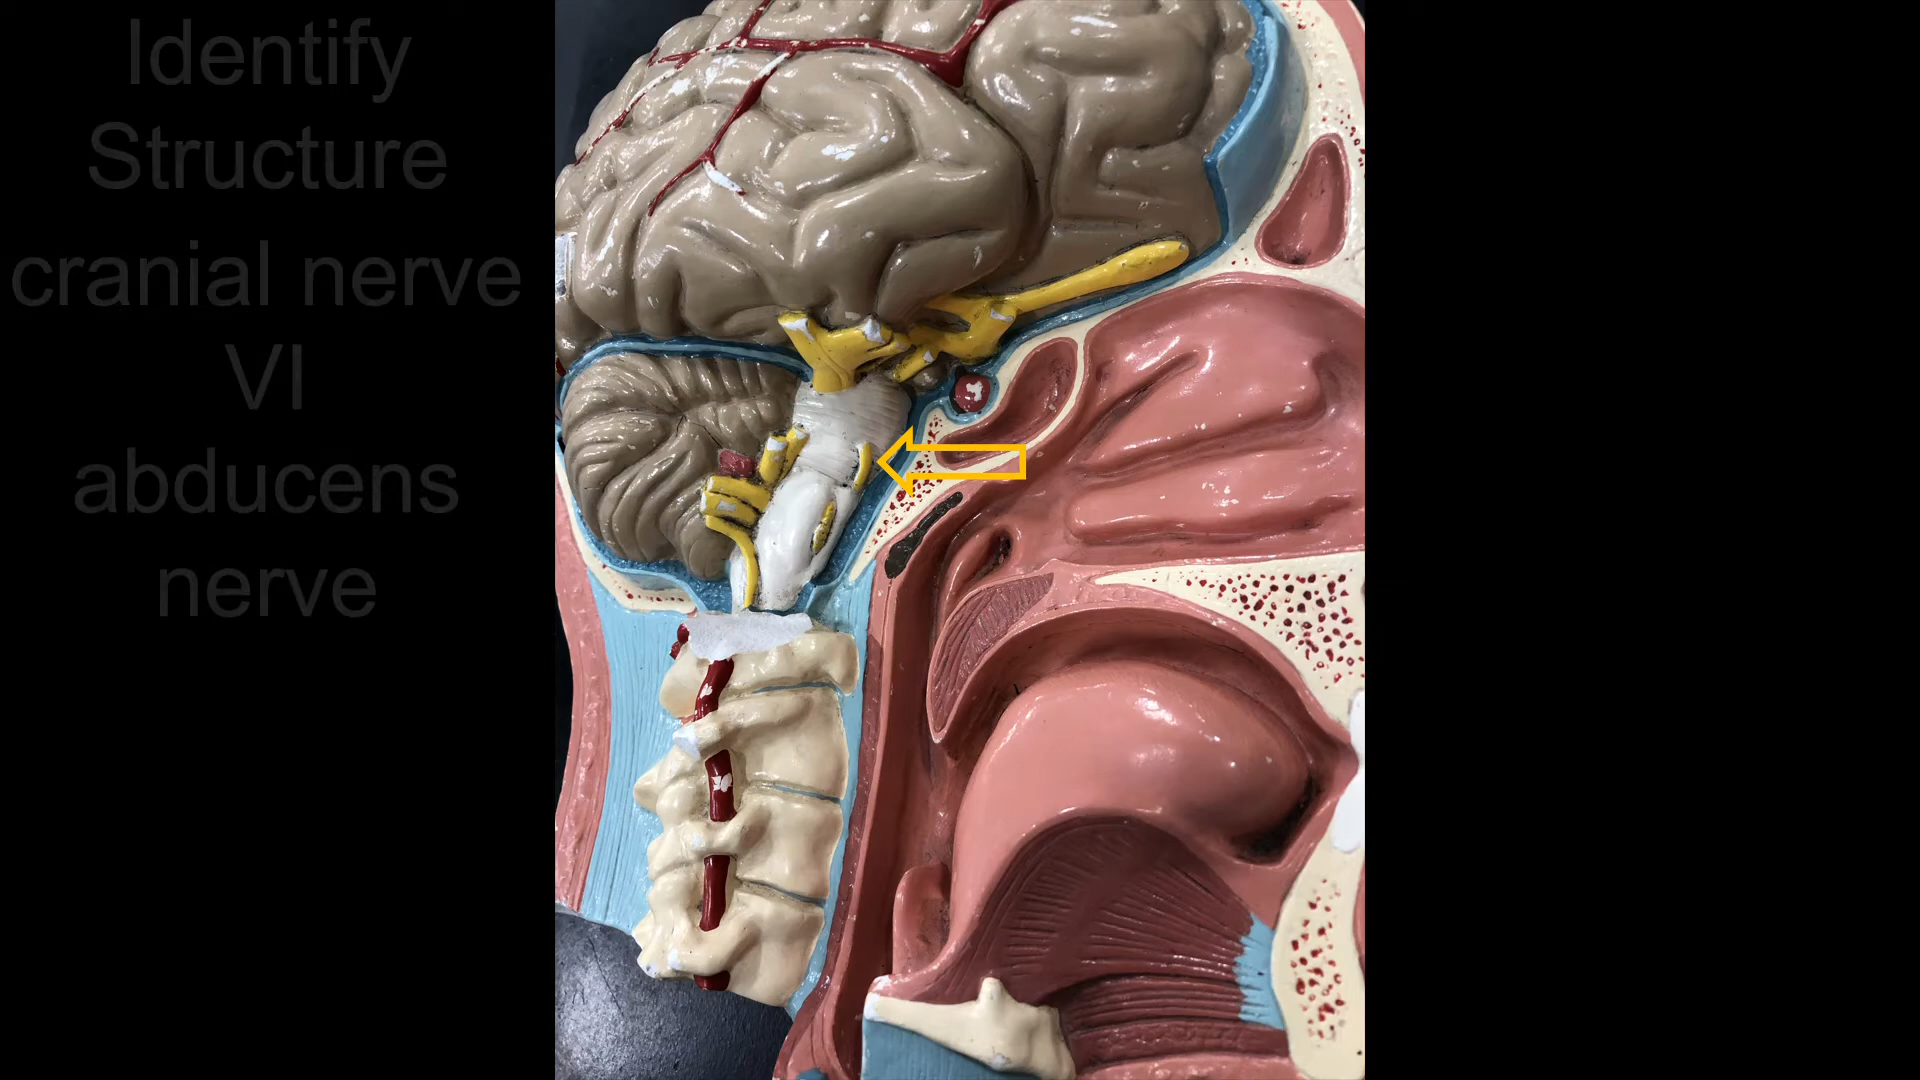 Identify
Structure
cranial nerve
VI
abducens
nerve